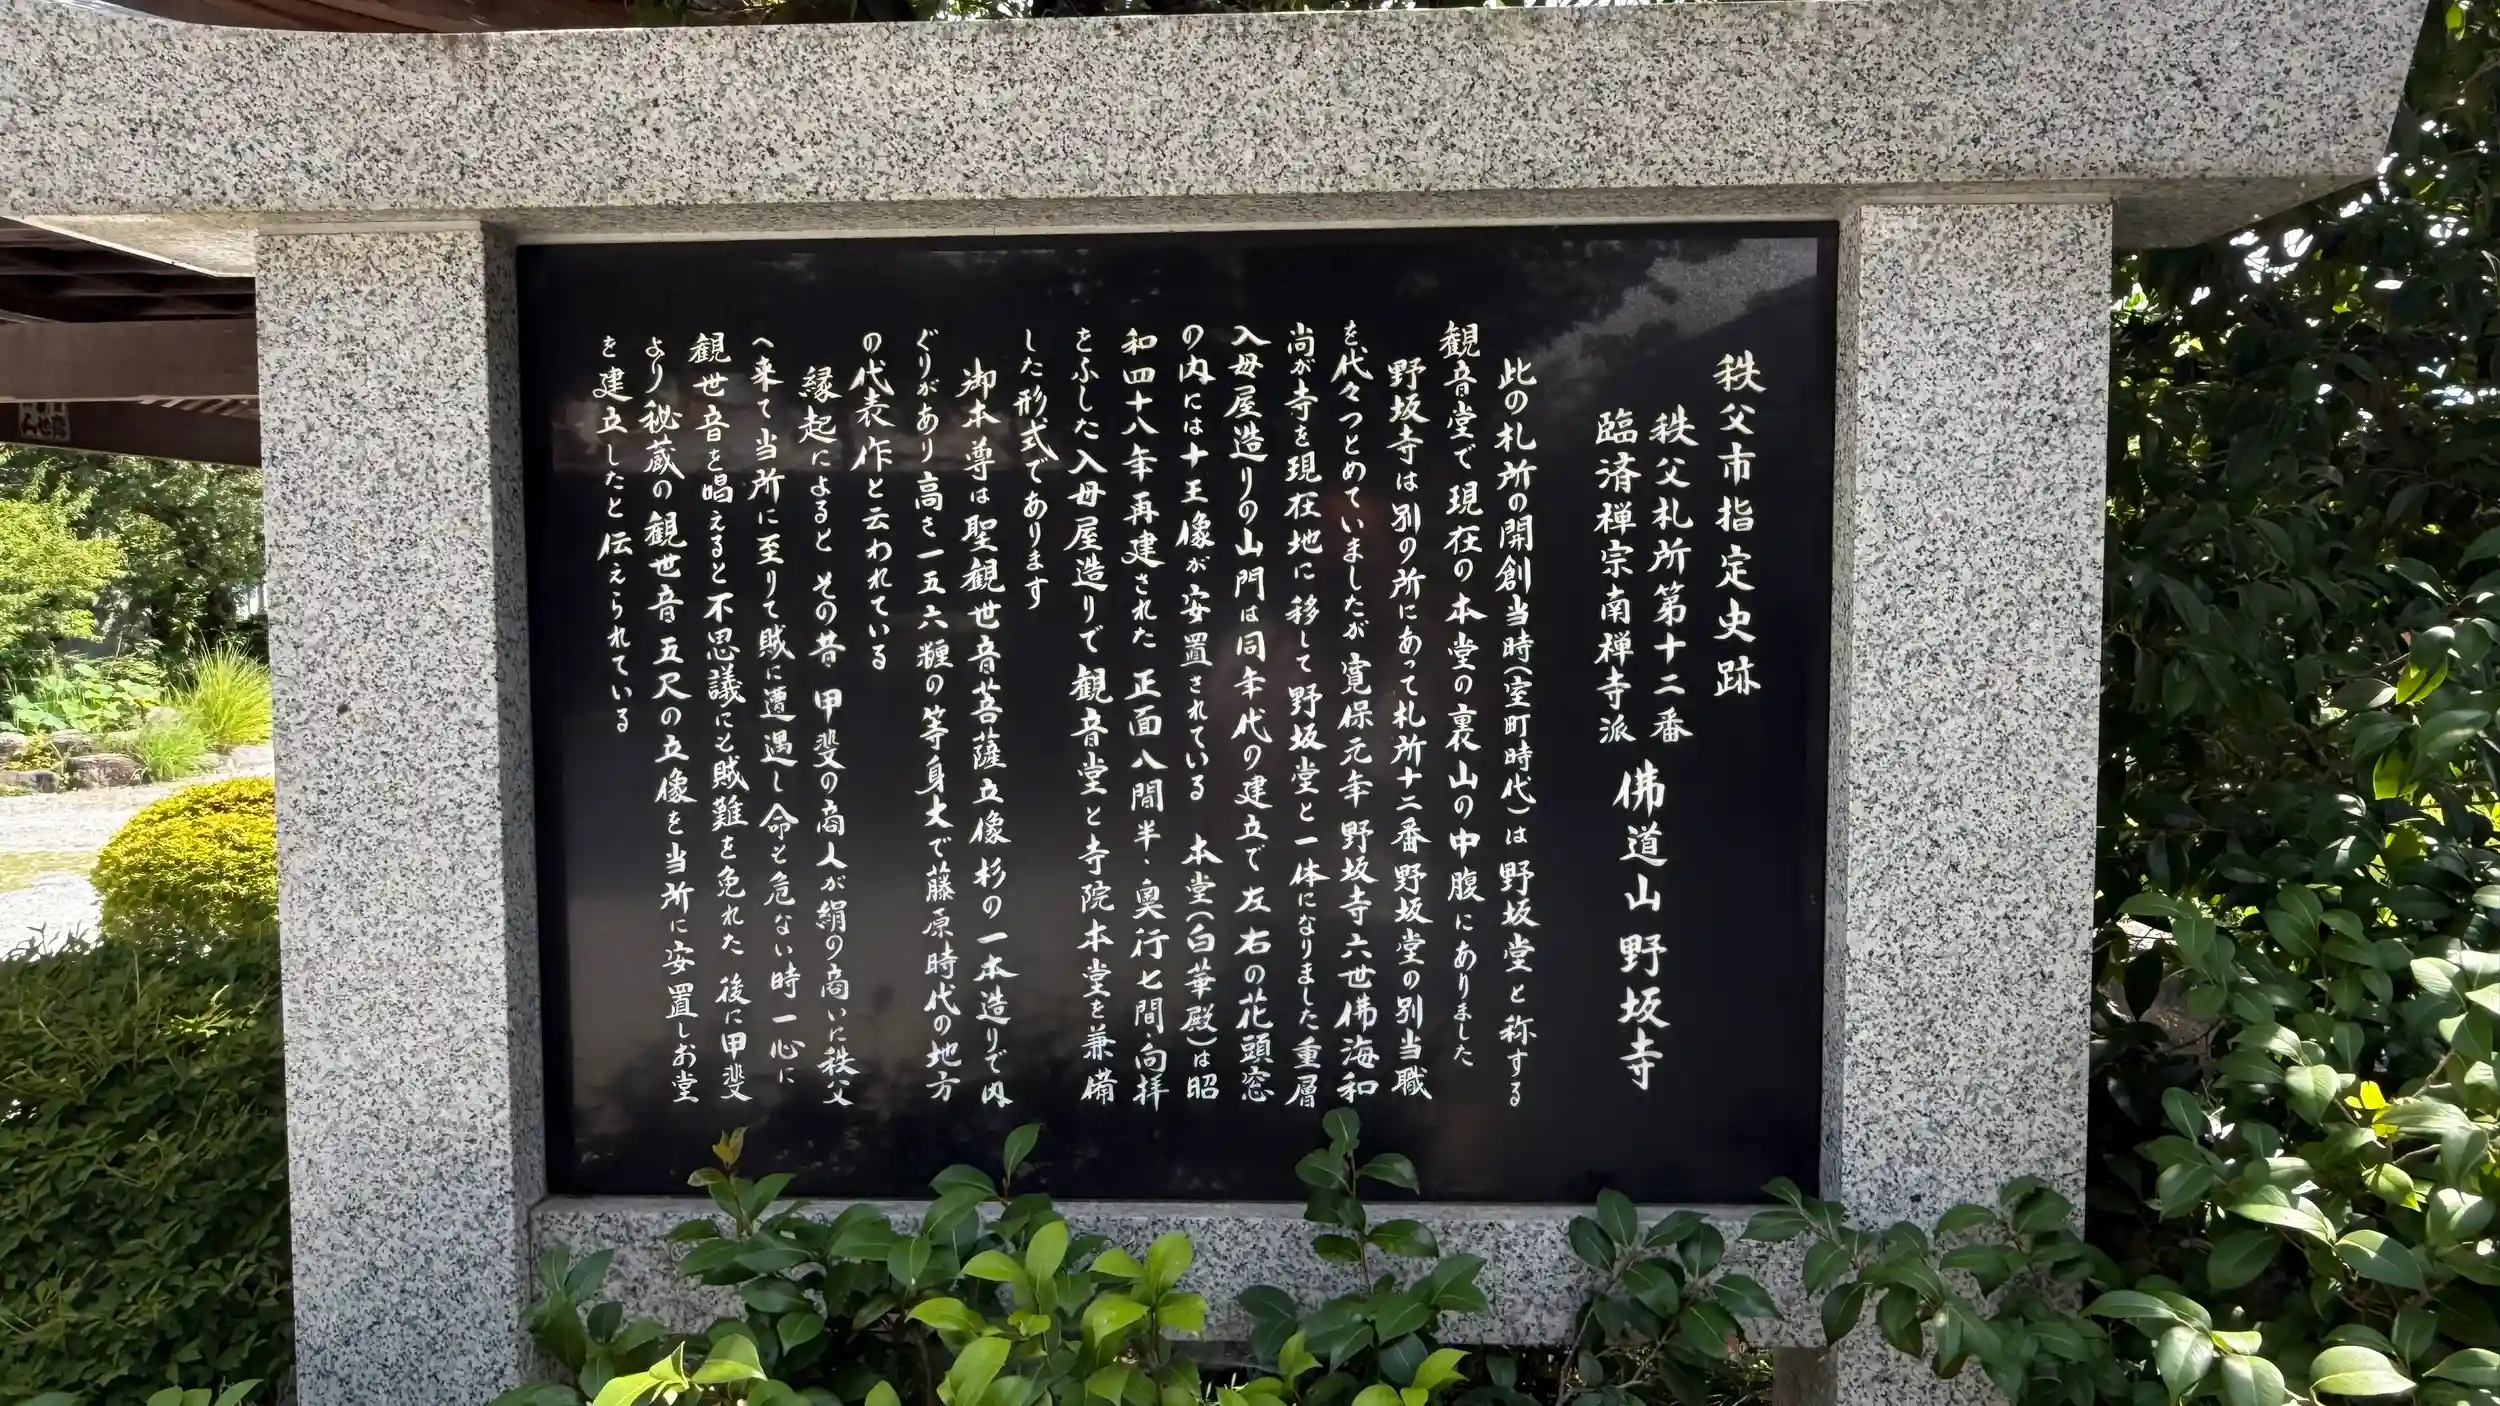 秩父市指定史跡
秩父札所第十二番
臨済禅宗南禅寺派
佛道山野坂寺
此の札所の開創当時(室町時代)は野坂堂と称する
観音堂で現在の本堂の裏山の中腹にありました
野坂寺は別の所にあって札所十二番野坂堂の別当職
を代々つとめていましたが寛保元年野坂寺六世佛海和
尚が寺を現在地に移して野坂堂と一体になりました重層
入母屋造りの山門は同年代の建立で左右の花頭窓
の内には十王像が安置されている 本堂(白華殿)は昭
和四十八年再建された正面八間半・奥行七間・向拝
をふした入母屋造りで観音堂と寺院本堂を兼備
した形式であります
御本尊は聖観世音菩薩立像杉の一本造りで内
ぐりがあり高さ一五六糎の等身大で藤原時代の地方
の代表作と云われている
縁起によると その昔甲斐の商人が絹の商いに秩父
へ来て当所に至りて賊に遭遇し命も危ない時一心に
観世音を唱えると不思議にも賊難を免れた 後に甲斐
より秘蔵の観世音五尺の立像を当所に安置しお堂
を建立したと伝えられている